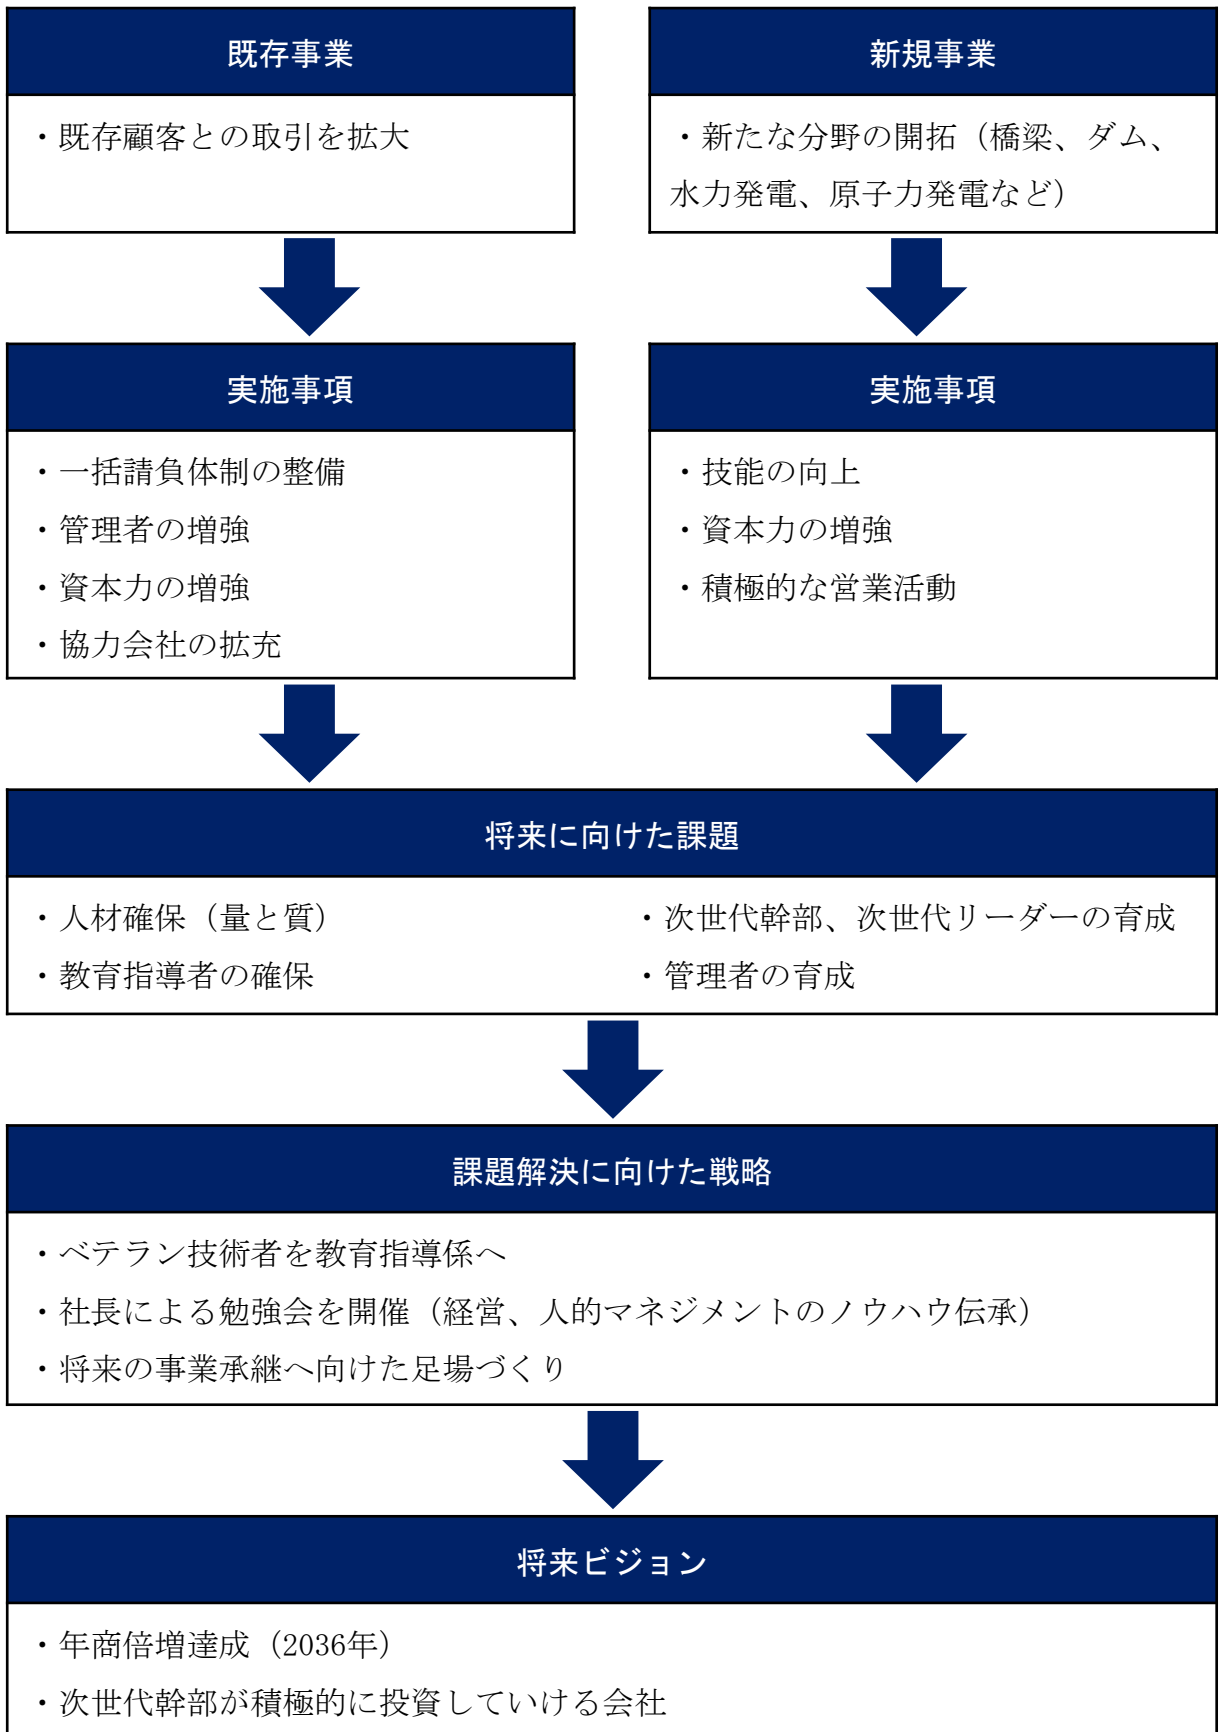 既存事業
・既存顧客との取引を拡大
新規事業
・新たな分野の開拓（橋梁、ダム、
水力発電、原子力発電など）
実施事項
・一括請負体制の整備
・管理者の増強
・資本力の増強
・協力会社の拡充
実施事項
・技能の向上
・資本力の増強
・積極的な営業活動
将来に向けた課題
・人材確保（量と質）
・教育指導者の確保
・次世代幹部、次世代リーダーの育成
・管理者の育成
課題解決に向けた戦略
・ベテラン技術者を教育指導係へ
・社長による勉強会を開催（経営、人的マネジメントのノウハウ伝承）
・将来の事業承継へ向けた足場づくり
将来ビジョン
・年商倍増達成（2036年）
・次世代幹部が積極的に投資していける会社